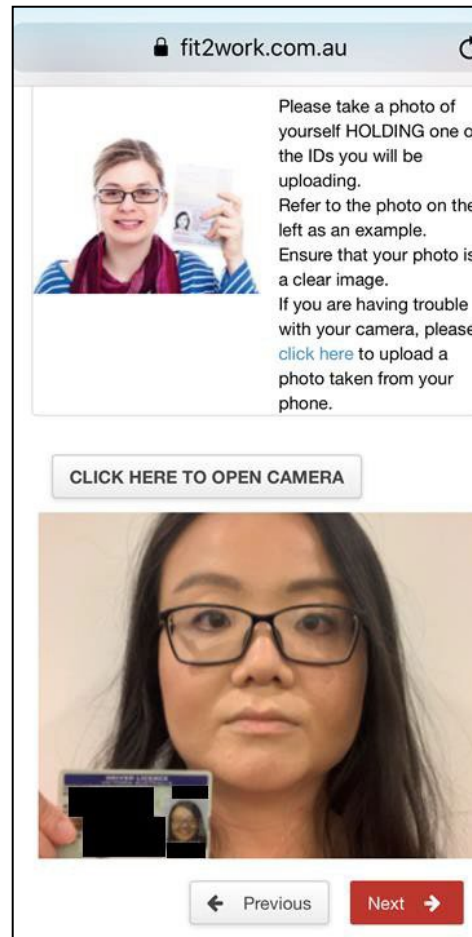 fit2work.com.au
Please take a photo of
yourself HOLDING one o
the IDs you will be
uploading.
Refer to the photo on the
left as an example.
Ensure that your photo is
a clear image.
If you are having trouble
with your camera, please
click here to upload a
photo taken from your
phone.
CLICK HERE TO OPEN CAMERA
DRIVER LICENCE
Previous
Next